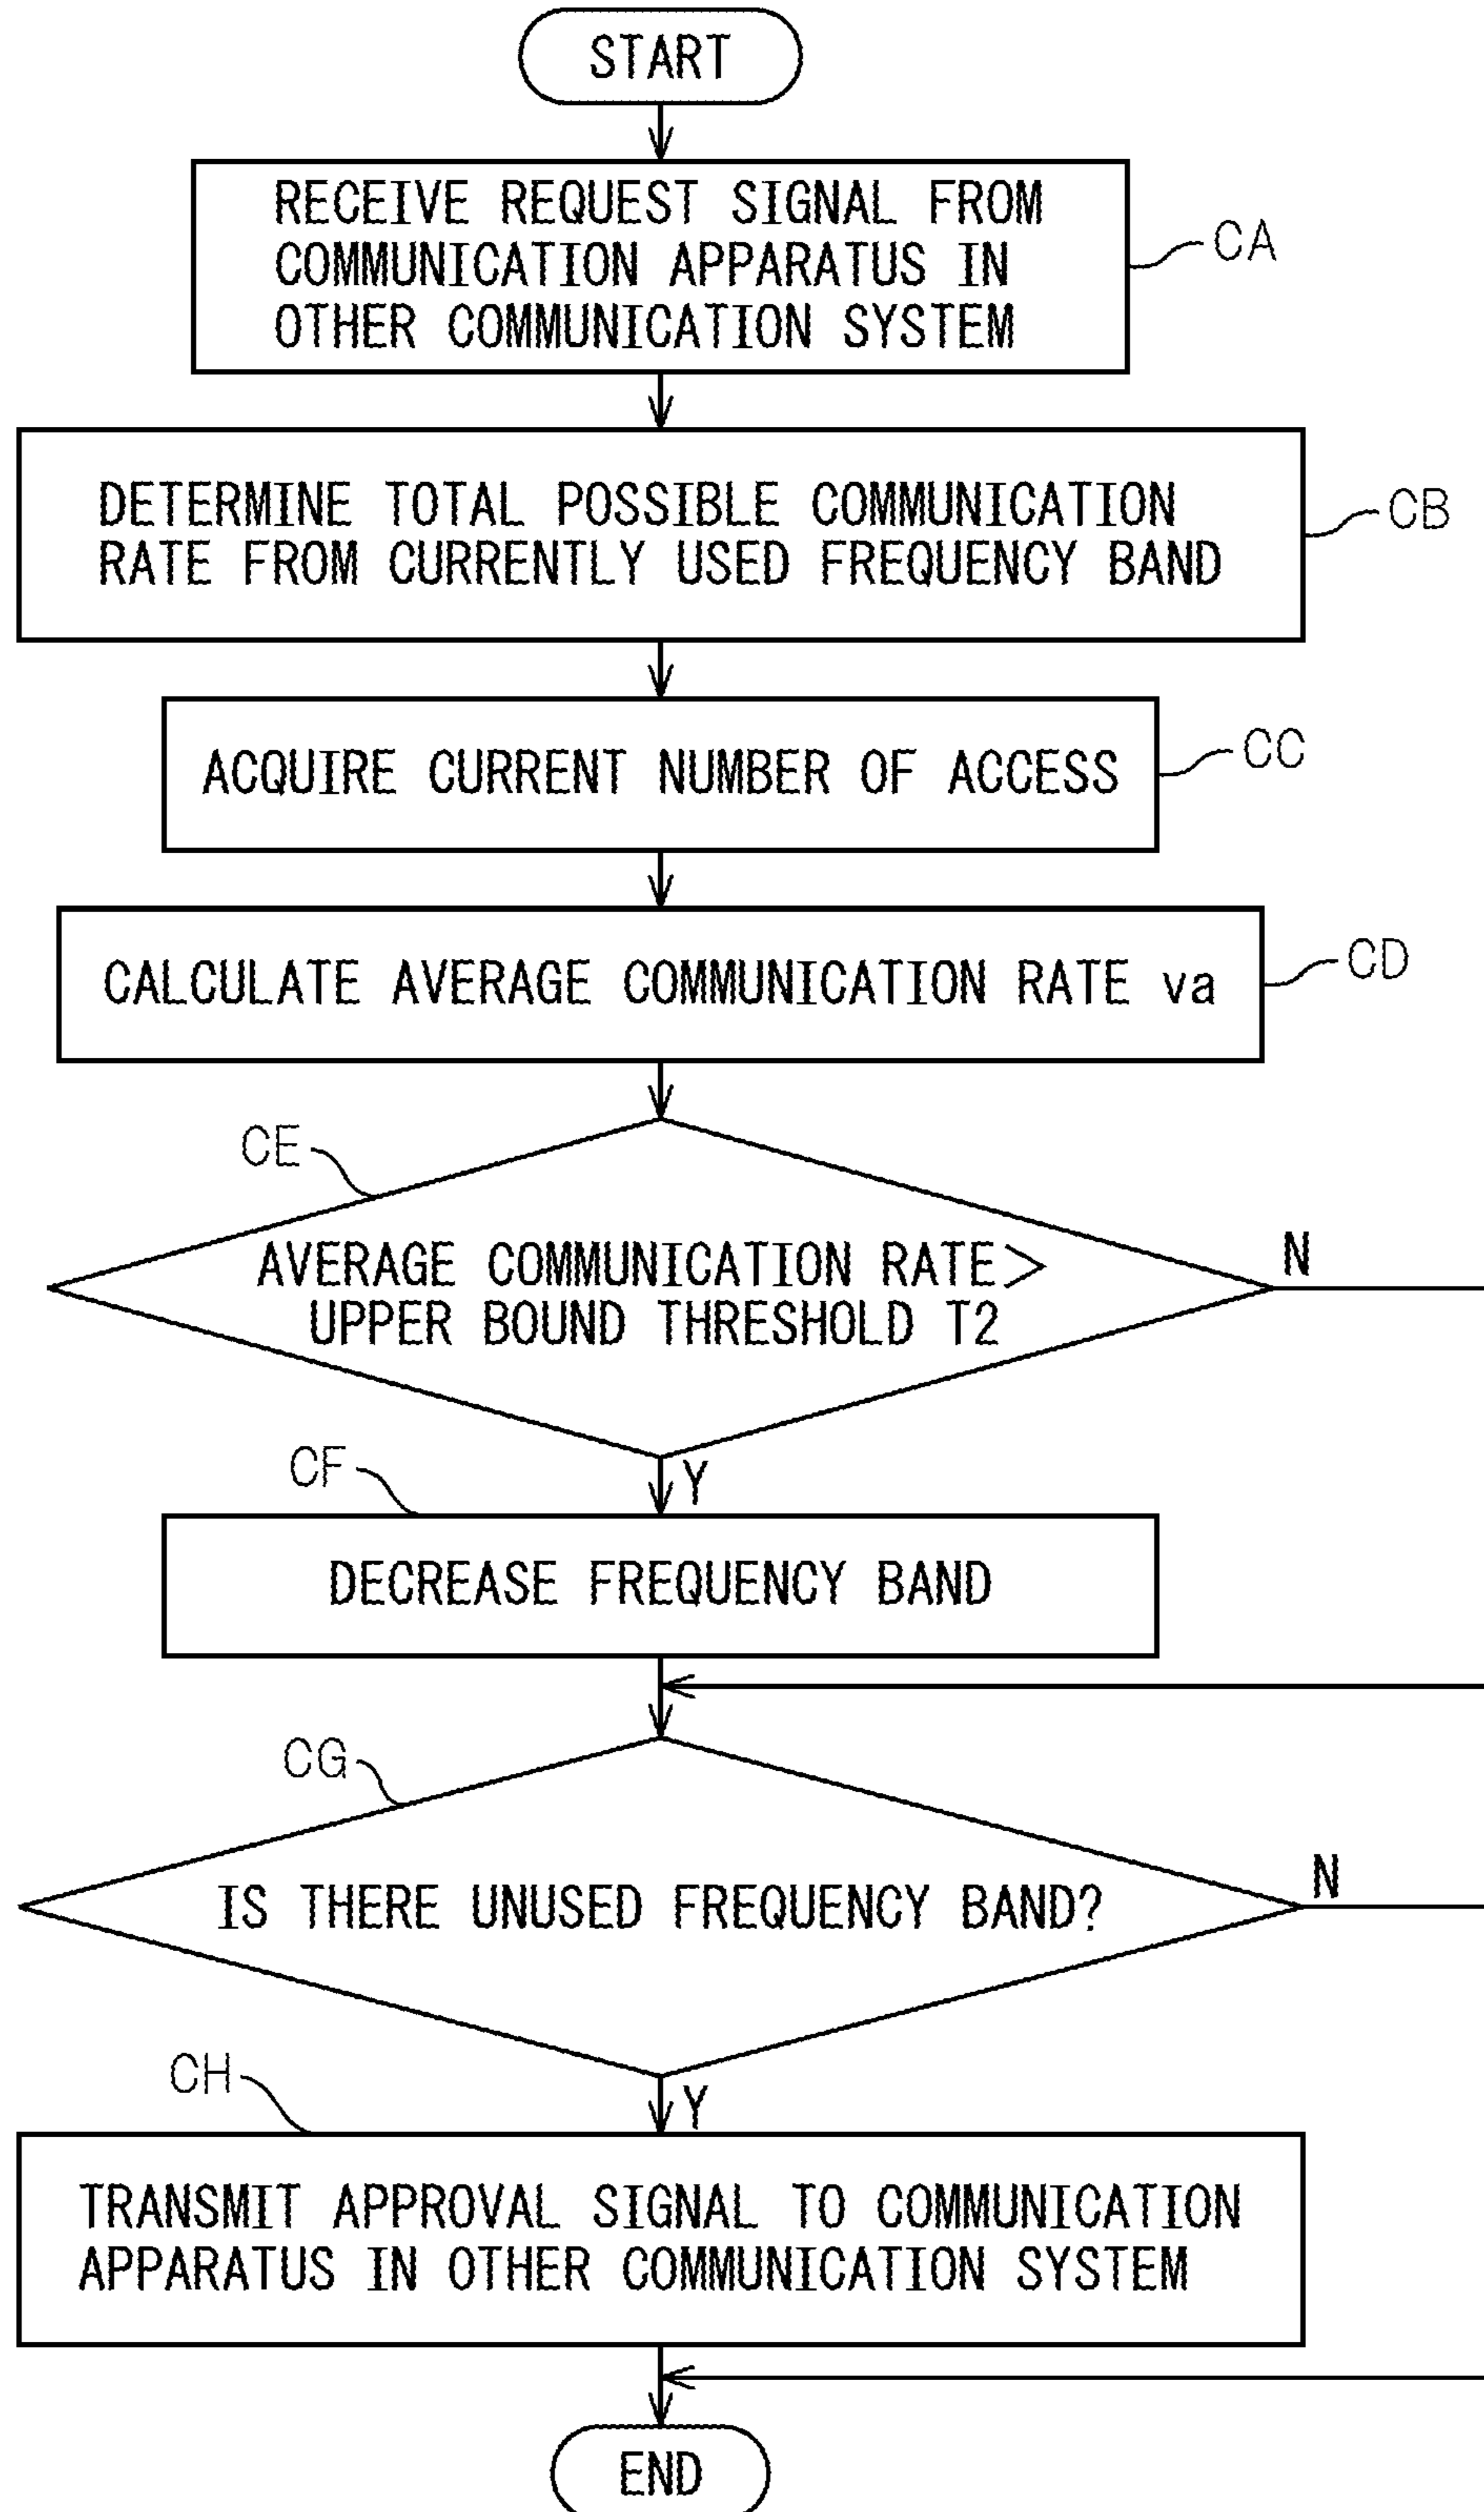 START
RECEIVE REQUEST SIGNAL FROM
COMMUNICATION APPARATUS IN
OTHER COMMUNICATION SYSTEM
CA
DETERMINE TOTAL POSSIBLE COMMUNICATION
RATE FROM CURRENTLY USED FREQUENCY BAND
CB
ACQUIRE CURRENT NUMBER OF ACCESS
CC
CALCULATE AVERAGE COMMUNICATION RATE va
CD
CE
AVERAGE COMMUNICATION RATE>
UPPER BOUND THRESHOLD T2
N
Y
CF
DECREASE FREQUENCY BAND
CG
IS THERE UNUSED FREQUENCY BAND?
N
Y
CH
TRANSMIT APPROVAL SIGNAL TO COMMUNICATION
APPARATUS IN OTHER COMMUNICATION SYSTEM
END